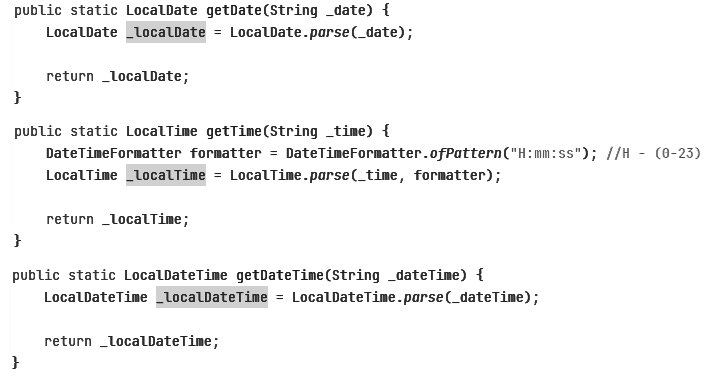 public static LocalDate getDate(String _date) {
LocalDate _localDate = LocalDate.parse(_date);
return _localDate;
}
public static LocalTime getTime(String _time) {
DateTimeFormatter formatter = DateTimeFormatter.ofPattern("H:mm:ss"); //H - (0-23)
LocalTime _localTime = LocalTime.parse(_time, formatter);
return _localTime;
}
public static LocalDateTime getDateTime(String _dateTime) {
LocalDateTime _localDateTime = LocalDateTime.parse(_dateTime);
return _localDateTime;
}